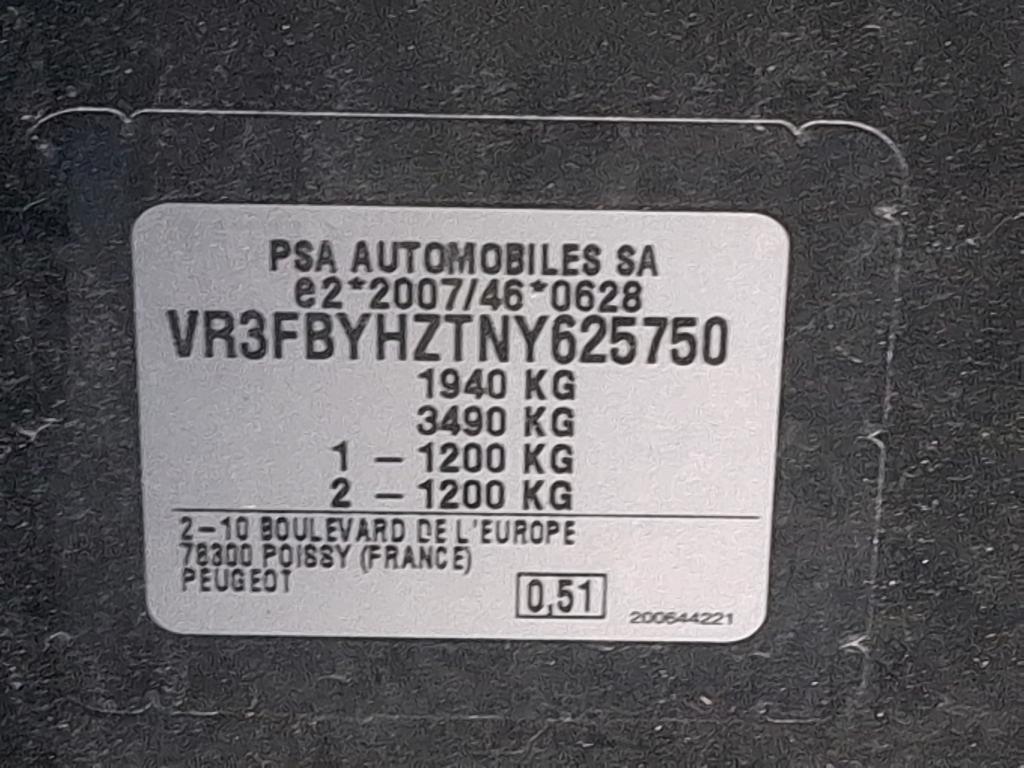 PSA AUTOMOBILES SA
e2*2007/46*0628
VR3FBYHZTNY625750
1940 KG
3490 KG
1 – 1200 KG
2 – 1200 KG
2–10 BOULEVARD DE L'EUROPE
78300 POISSY (FRANCE)
PEUGEOT
0,51
200644221